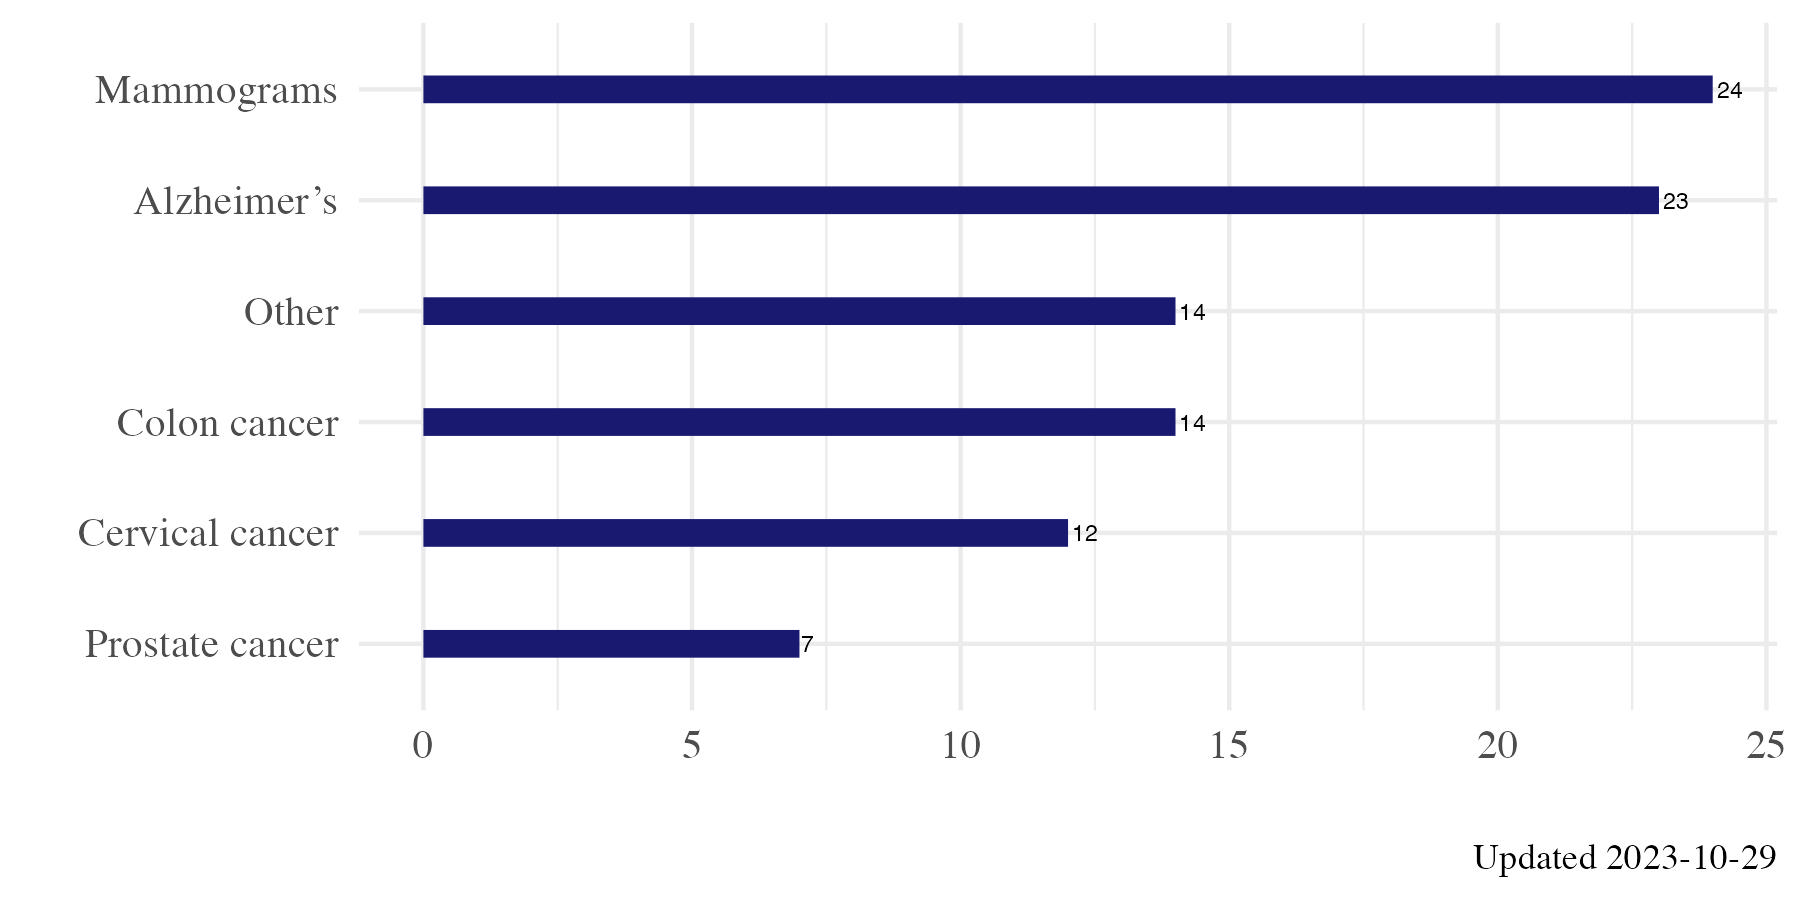 Mammograms 24
Alzheimer’s 23
Other 14
Colon cancer 14
Cervical cancer 12
Prostate cancer 7
0 5 10 15 20 25
Updated 2023-10-29